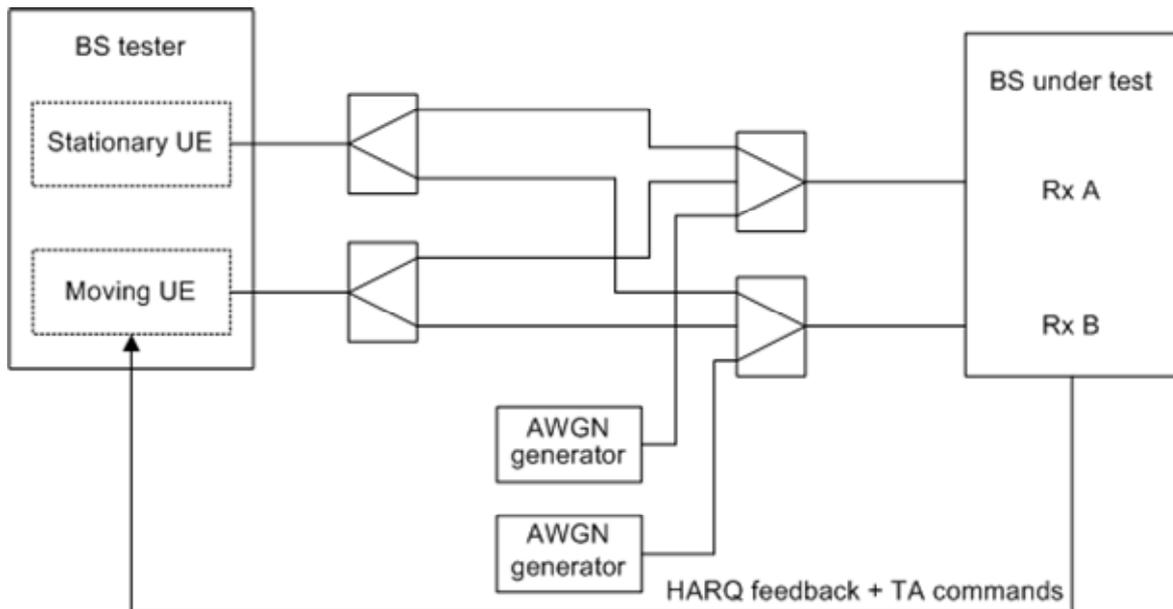 BS tester
Stationary UE
Moving UE
BS under test
Rx A
Rx B
AWGN
generator
AWGN
generator
HARQ feedback + TA commands